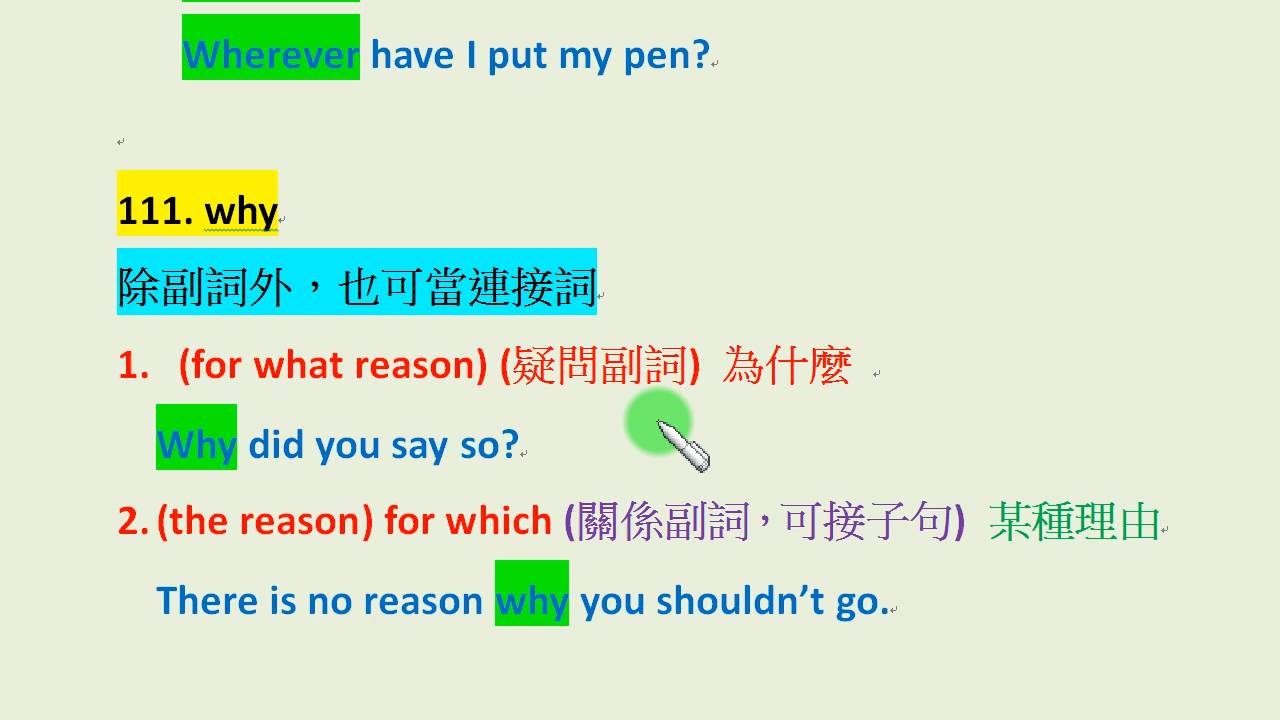 Wherever have I put my pen?
111. why
除副詞外，也可當連接詞
1. (for what reason) (疑問副詞) 為什麼
Why did you say so?
2. (the reason) for which (關係副詞，可接子句) 某種理由
There is no reason why you shouldn’t go.